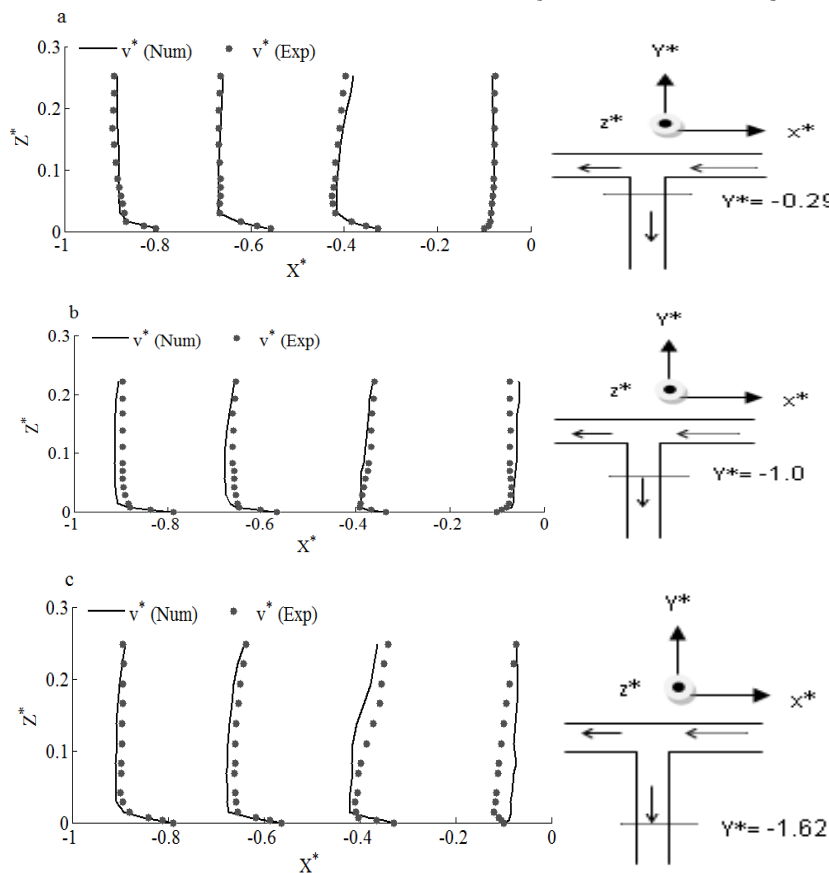 a
v* (Num) v* (Exp)
0.3
0.2
0.1
0
Z*
-1 -0.8 -0.6 -0.4 -0.2 0
X*
Y*
z*
x*
Y*= -0.29
b
v* (Num) v* (Exp)
0.3
0.2
0.1
0
Z*
-1 -0.8 -0.6 -0.4 -0.2 0
X*
Y*
z*
x*
Y*= -1.0
c
v* (Num) v* (Exp)
0.3
0.2
0.1
0
Z*
-1 -0.8 -0.6 -0.4 -0.2 0
X*
Y*
z*
x*
Y*= -1.62